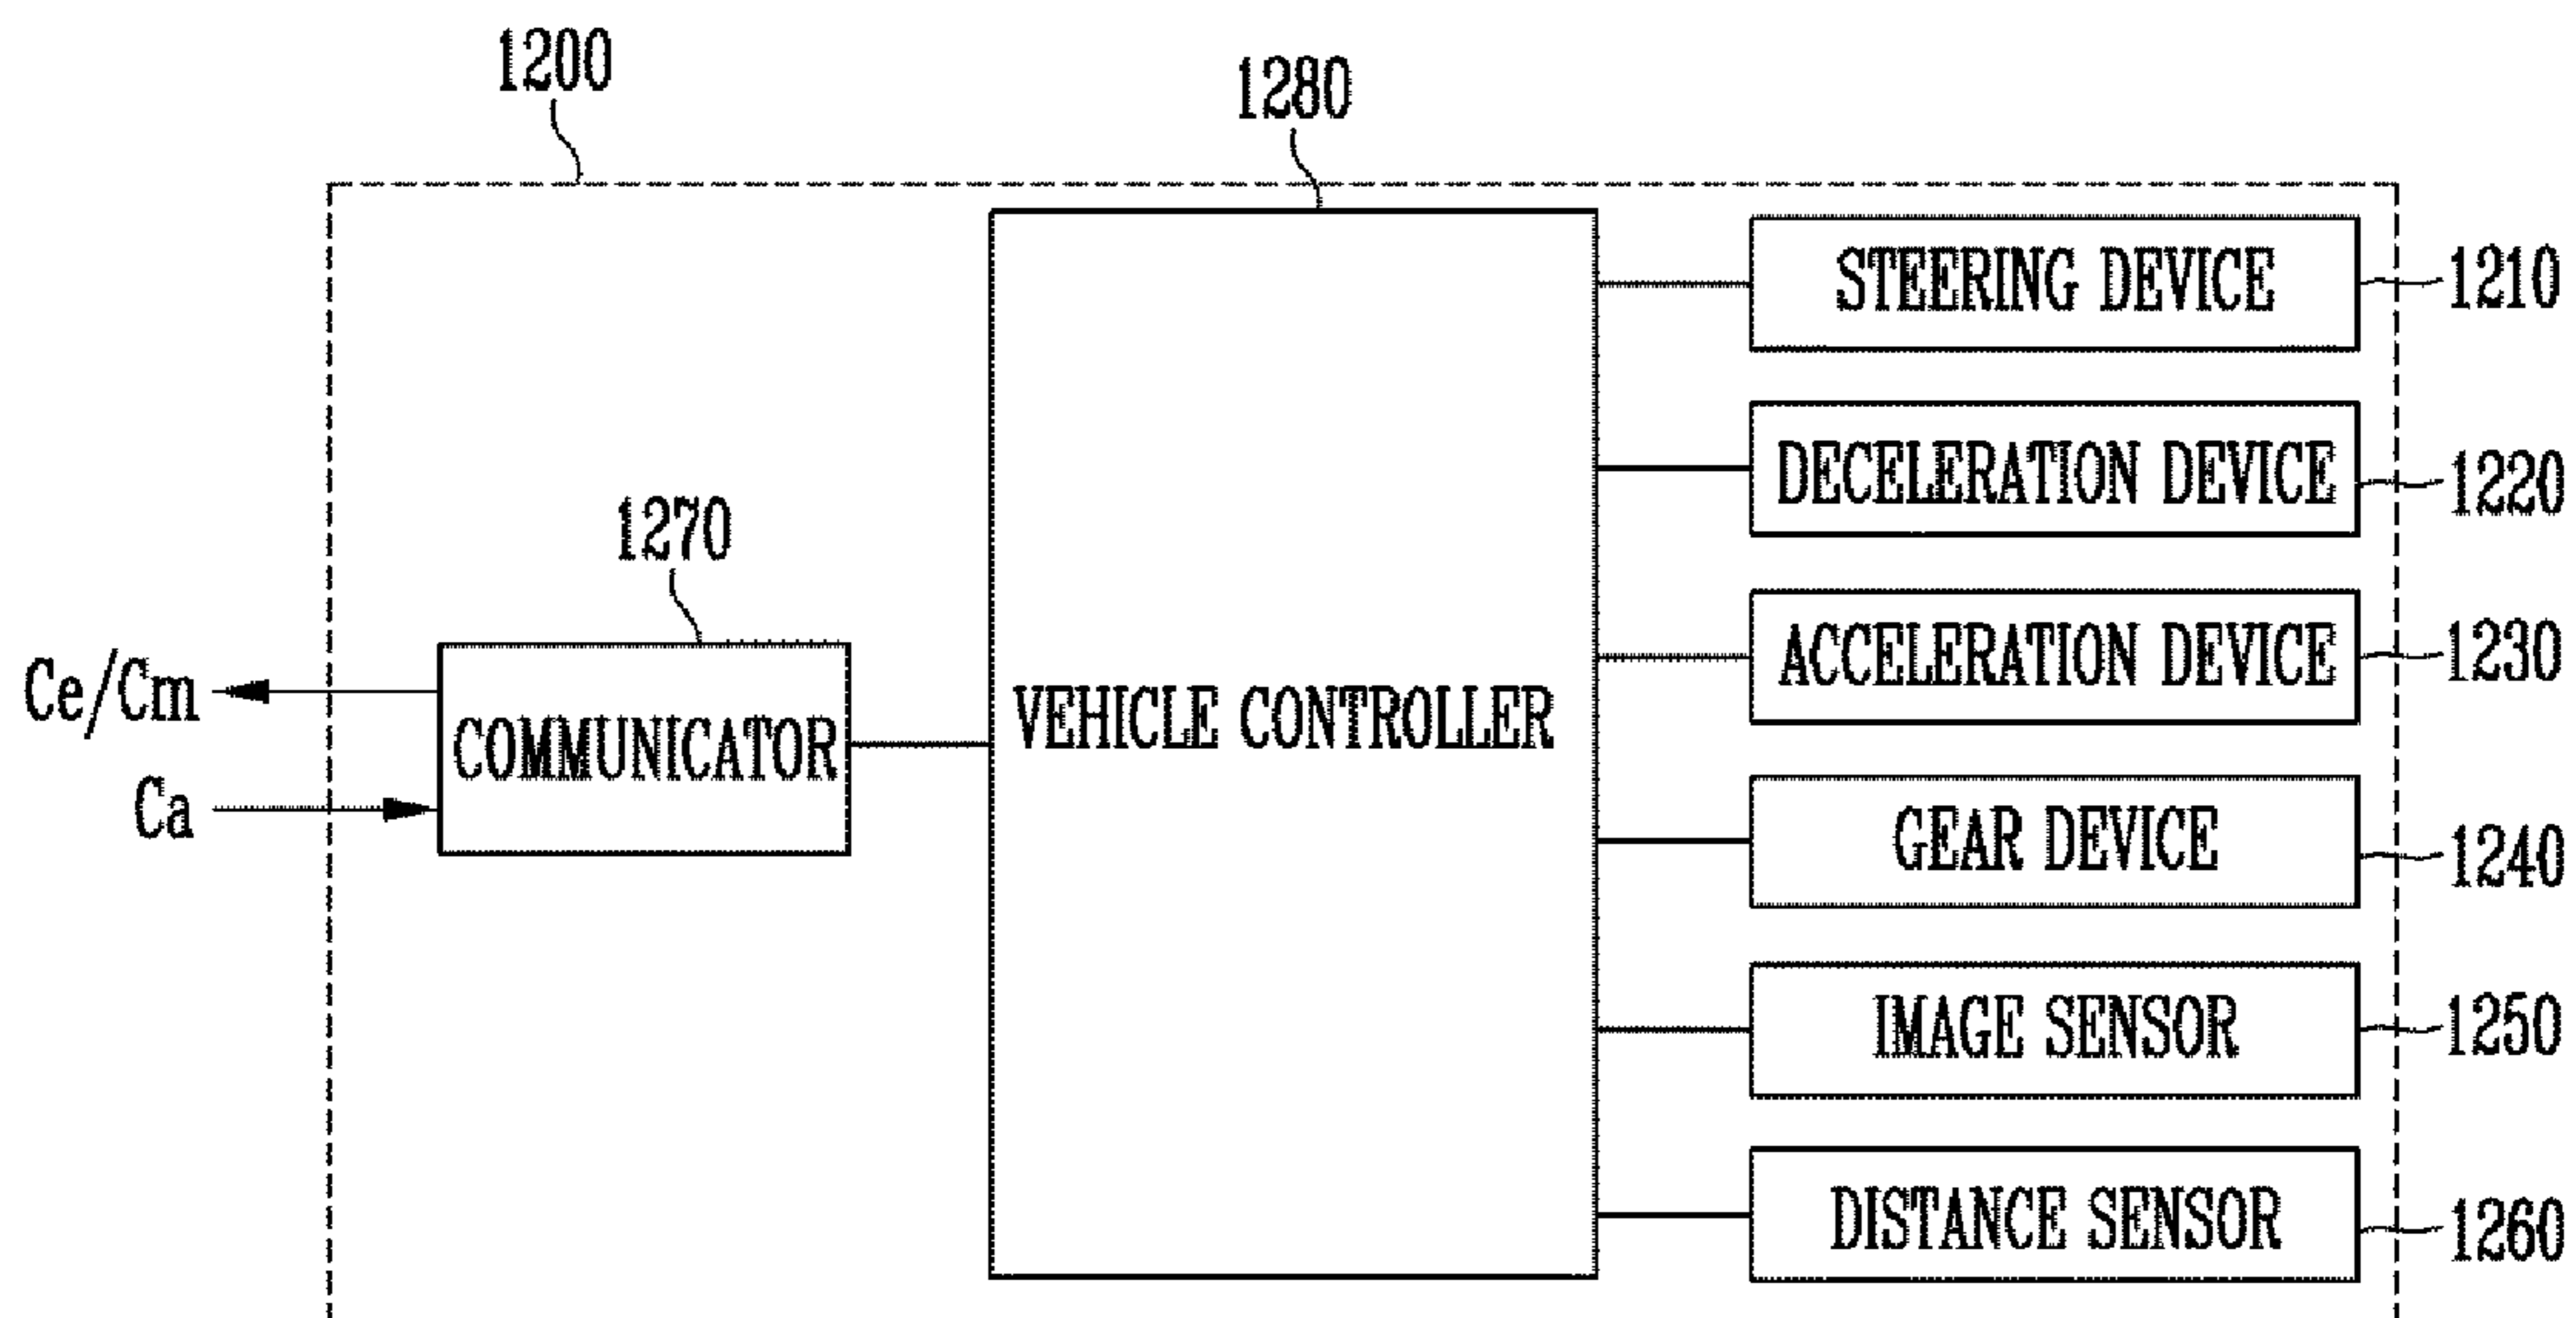 1200
1280
STEERING DEVICE
1210
DECELERATION DEVICE
1220
1270
ACCELERATION DEVICE
1230
Ce/Cm
COMMUNICATOR
VEHICLE CONTROLLER
Ca
GEAR DEVICE
1240
IMAGE SENSOR
1250
DISTANCE SENSOR
1260